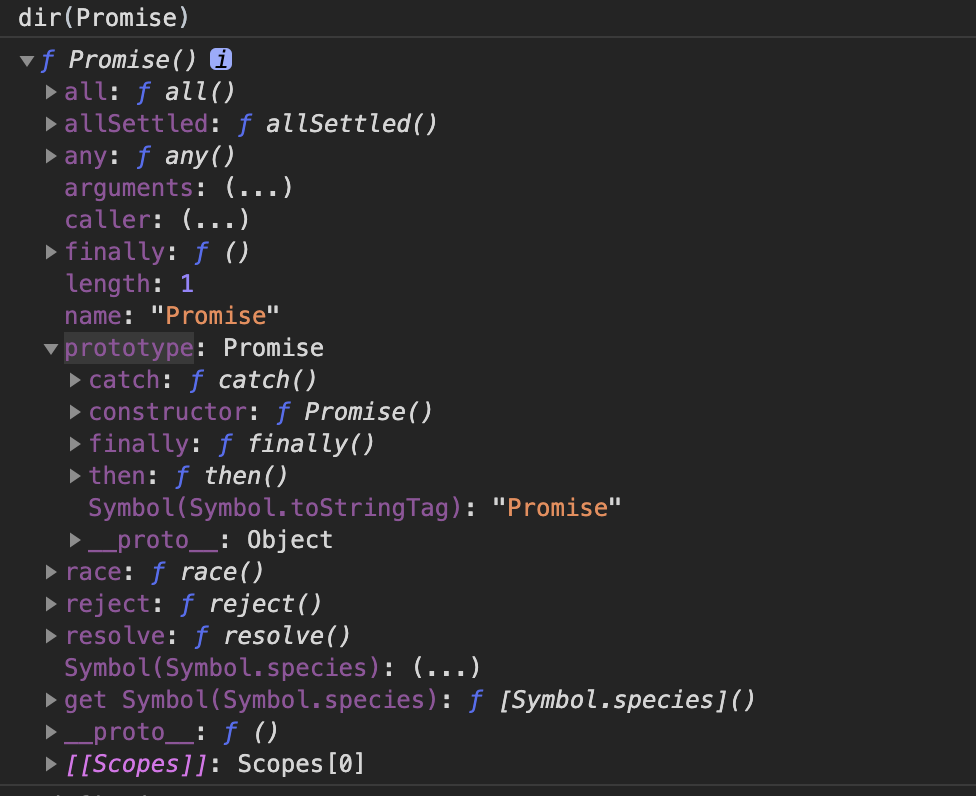 dir(Promise)
▼ƒ Promise() i
▶all: ƒ all()
▶allSettled: ƒ allSettled()
▶any: ƒ any()
arguments: (...)
caller: (...)
▶finally: ƒ ()
length: 1
name: "Promise"
▼prototype: Promise
▶catch: ƒ catch()
▶constructor: ƒ Promise()
▶finally: ƒ finally()
▶then: ƒ then()
Symbol(Symbol.toStringTag): "Promise"
▶__proto__: Object
▶race: ƒ race()
▶reject: ƒ reject()
▶resolve: ƒ resolve()
Symbol(Symbol.species): (...)
▶get Symbol(Symbol.species): ƒ [Symbol.species]()
▶__proto__: ƒ ()
▶[[Scopes]]: Scopes[0]